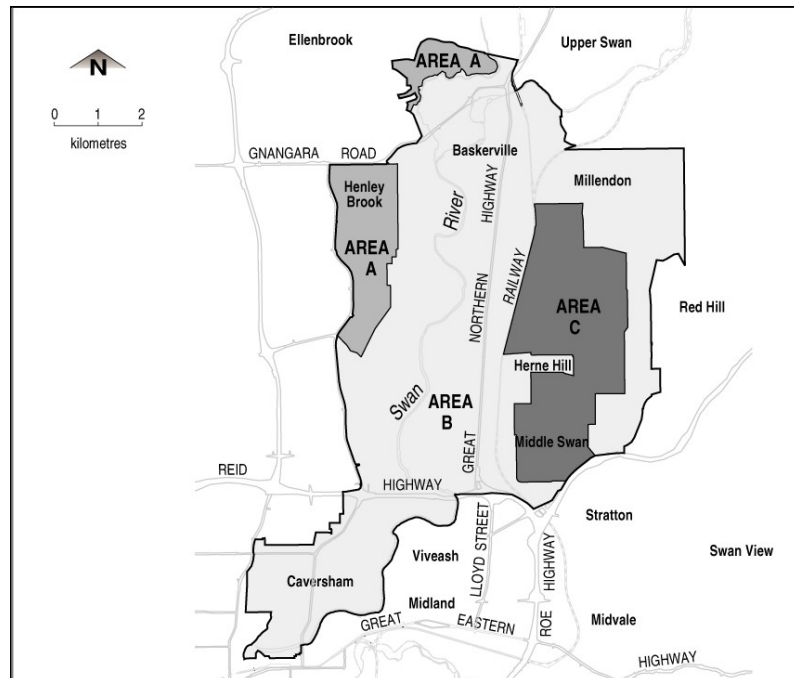 Ellenbrook
Upper Swan
AREA A
N
0 1 2
kilometres
GNANGARA ROAD
Baskerville
Millendon
Henley
Brook
AREA
A
River
HIGHWAY
RAILWAY
NORTHERN
AREA
C
Red Hill
Herne Hill
Swan
AREA
B
GREAT
Middle Swan
REID
HIGHWAY
Stratton
LLOYD STREET
HIGHWAY
Swan View
Viveash
Caversham
Midland
GREAT
EASTERN
ROE
Midvale
HIGHWAY